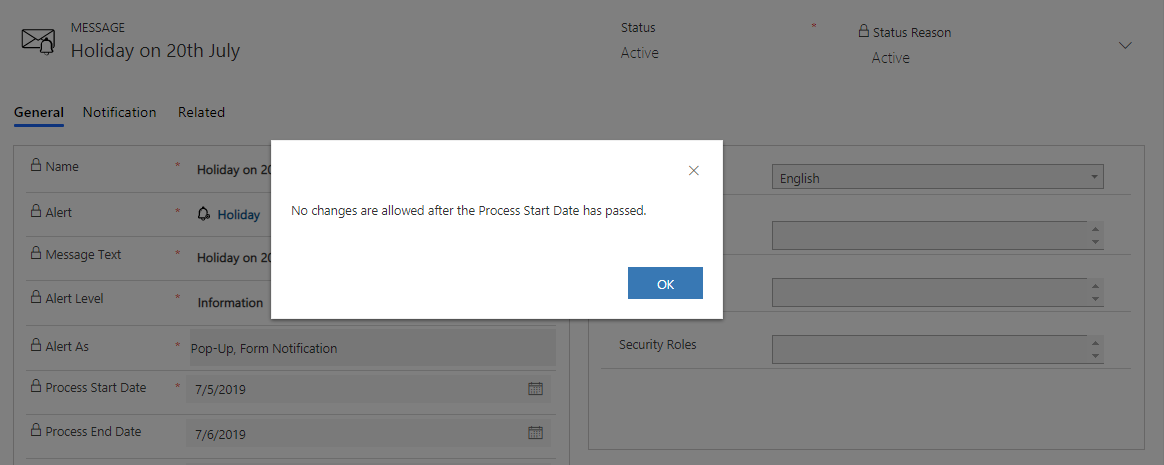 MESSAGE
Holiday on 20th July
Status
*
Status Reason
Active
Active
General
Notification
Related
Name
*
Holiday on 20
English
Alert
*
Holiday
Message Text
*
Holiday on 20
Alert Level
*
Information
No changes are allowed after the Process Start Date has passed.
OK
Alert As
*
Pop-Up, Form Notification
Security Roles
Process Start Date
*
7/5/2019
Process End Date
7/6/2019